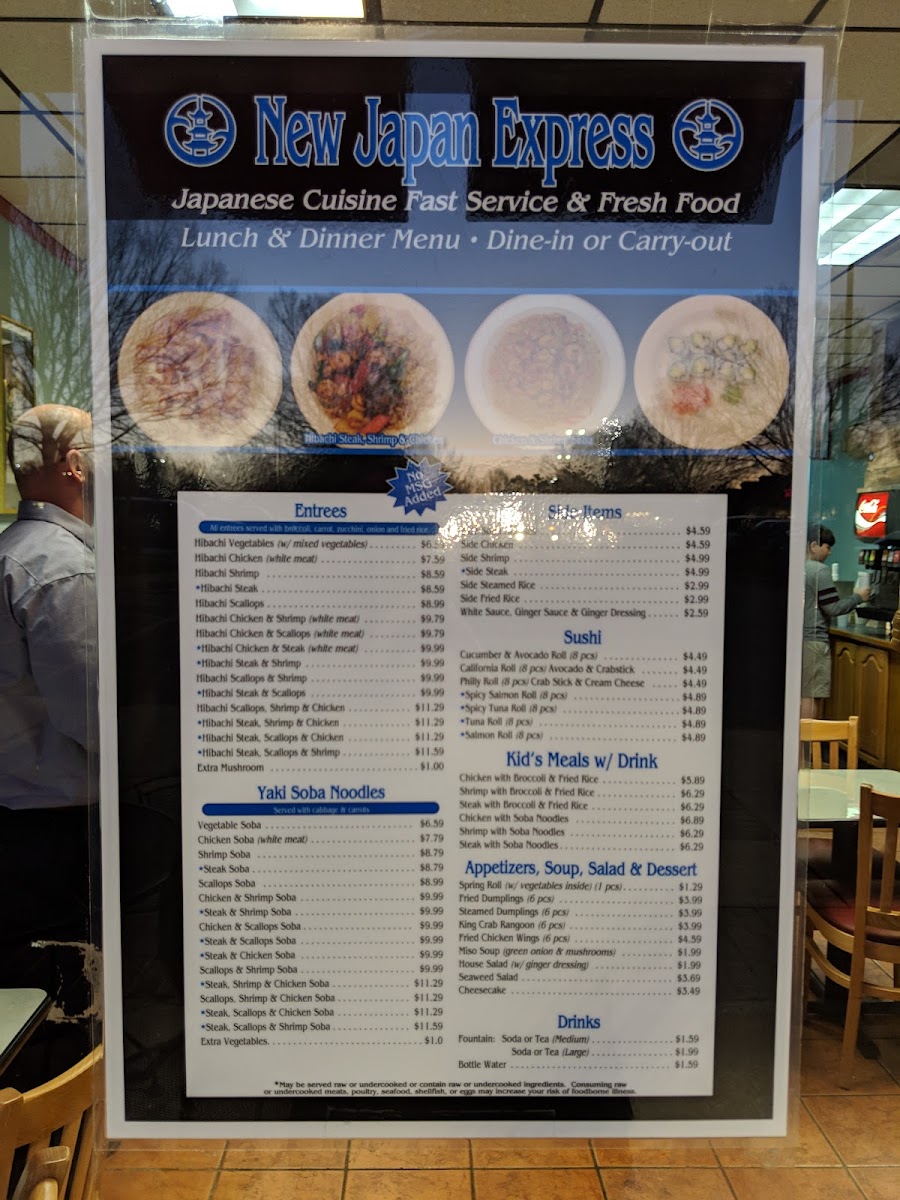 New Japan Express
Japanese Cuisine Fast Service & Fresh Food
Lunch & Dinner Menu • Dine-in or Carry-out
Hibachi Steak, Shrimp & Chicken
Chicken & Shrimp Soba
No
MSG
Added
Entrees
All entrees served with broccoli, carrot, zucchini, onion and fried rice
Hibachi Vegetables (w/ mixed vegetables) $6.59
Hibachi Chicken (white meat) $7.59
Hibachi Shrimp $8.59
*Hibachi Steak $8.59
Hibachi Scallops $8.99
Hibachi Chicken & Shrimp (white meat) $9.79
Hibachi Chicken & Scallops (white meat) $9.79
*Hibachi Chicken & Steak (white meat) $9.99
*Hibachi Steak & Shrimp $9.99
Hibachi Scallops & Shrimp $9.99
*Hibachi Steak & Scallops $9.99
Hibachi Scallops, Shrimp & Chicken $11.29
*Hibachi Steak, Shrimp & Chicken $11.29
*Hibachi Steak, Scallops & Chicken $11.29
*Hibachi Steak, Scallops & Shrimp $11.59
Extra Mushroom $1.00
Yaki Soba Noodles
Served with cabbage & carrots
Vegetable Soba $6.59
Chicken Soba (white meat) $7.79
Shrimp Soba $8.79
*Steak Soba $8.79
Scallops Soba $8.99
Chicken & Shrimp Soba $9.99
*Steak & Shrimp Soba $9.99
Chicken & Scallops Soba $9.99
*Steak & Scallops Soba $9.99
*Steak & Chicken Soba $9.99
Scallops & Shrimp Soba $9.99
*Steak, Shrimp & Chicken Soba $11.29
Scallops, Shrimp & Chicken Soba $11.29
*Steak, Scallops & Chicken Soba $11.29
*Steak, Scallops & Shrimp Soba $11.59
Extra Vegetables $1.0
Side Items
$4.59
Side Chicken $4.59
Side Shrimp $4.99
*Side Steak $4.99
Side Steamed Rice $2.99
Side Fried Rice $2.99
White Sauce, Ginger Sauce & Ginger Dressing $2.59
Sushi
Cucumber & Avocado Roll (8 pcs) $4.49
California Roll (8 pcs) Avocado & Crabstick $4.49
Philly Roll (8 pcs) Crab Stick & Cream Cheese $4.49
*Spicy Salmon Roll (8 pcs) $4.89
*Spicy Tuna Roll (8 pcs) $4.89
*Tuna Roll (8 pcs) $4.89
*Salmon Roll (8 pcs) $4.89
Kid's Meals w/ Drink
Chicken with Broccoli & Fried Rice $5.89
Shrimp with Broccoli & Fried Rice $6.29
Steak with Broccoli & Fried Rice $6.29
Chicken with Soba Noodles $6.89
Shrimp with Soba Noodles $6.29
Steak with Soba Noodles $6.29
Appetizers, Soup, Salad & Dessert
Spring Roll (w/ vegetables inside) (1 pcs) $1.29
Fried Dumplings (6 pcs) $3.99
Steamed Dumplings (6 pcs) $3.99
King Crab Rangoon (6 pcs) $3.99
Fried Chicken Wings (6 pcs) $4.59
Miso Soup (green onion & mushrooms) $1.99
House Salad (w/ ginger dressing) $1.99
Seaweed Salad $3.69
Cheesecake $3.49
Drinks
Fountain: Soda or Tea (Medium) $1.59
Soda or Tea (Large) $1.99
Bottle Water $1.59
*May be served raw or undercooked or contain raw or undercooked ingredients. Consuming raw
or undercooked meats, poultry, seafood, shellfish, or eggs may increase your risk of foodborne illness.
Coca-Cola